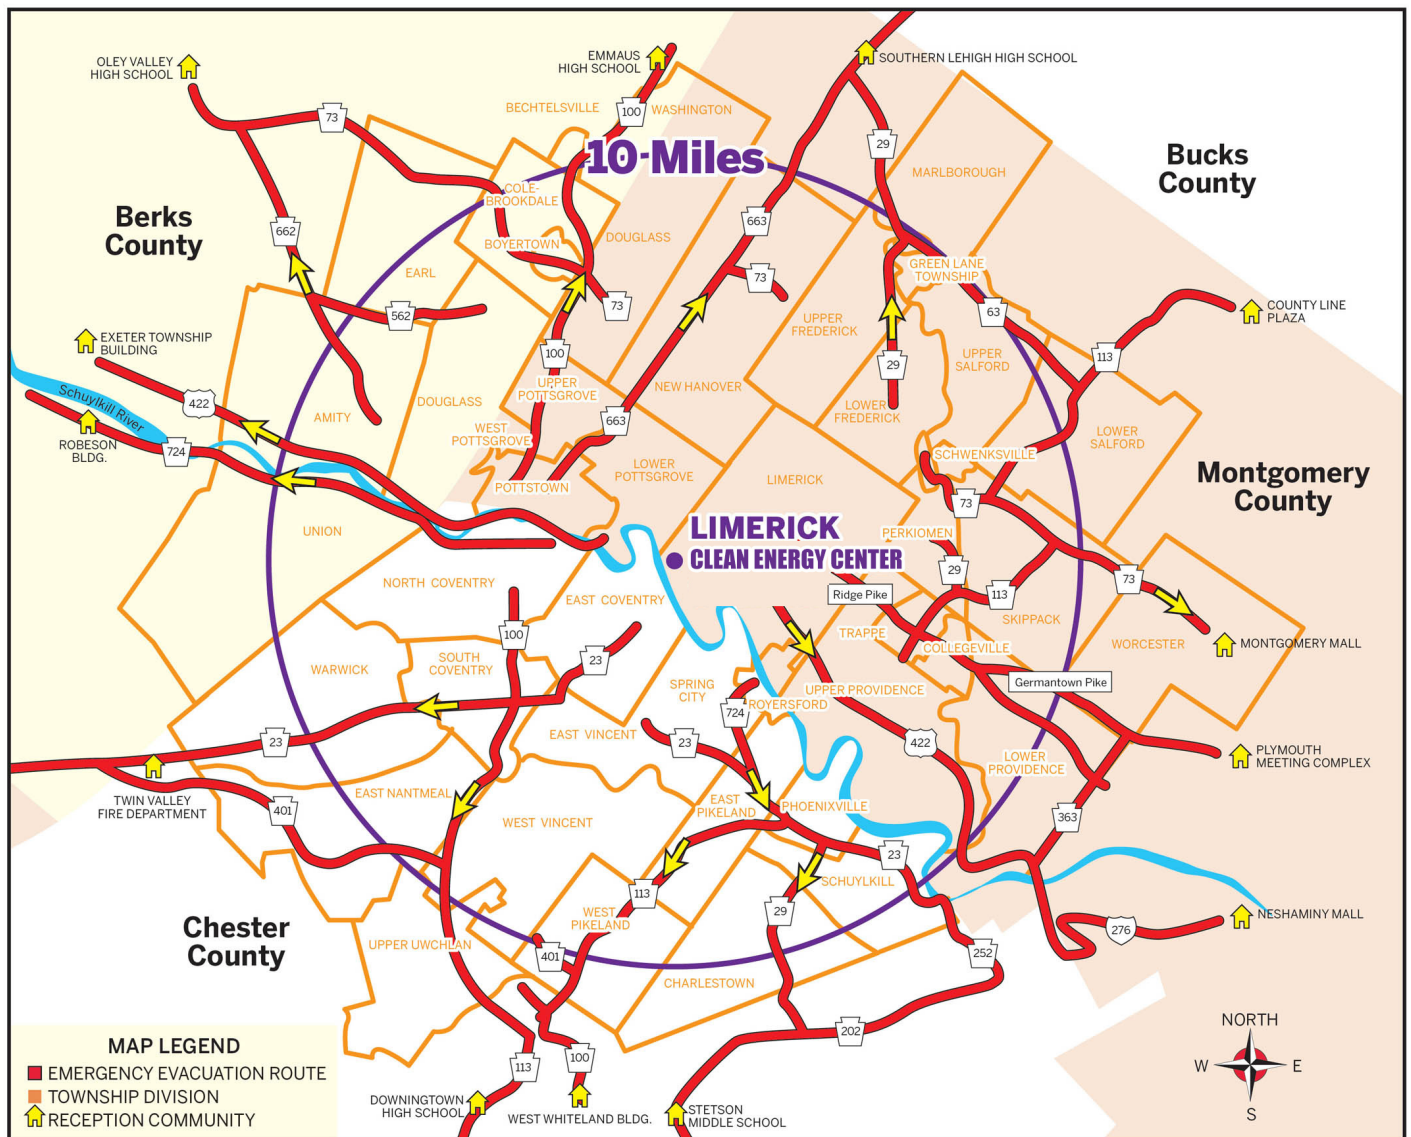 OLEY VALLEY
HIGH SCHOOL
EMMAUS
HIGH SCHOOL
SOUTHERN LEHIGH HIGH SCHOOL
BECHTELSVILLE
100
WASHINGTON
73
29
10-Miles
Bucks
County
MARLBOROUGH
COLE-
BROOKDALE
Berks
County
662
663
DOUGLASS
BOYERTOWN
EARL
GREEN LANE
TOWNSHIP
73
73
562
UPPER
FREDERICK
63
COUNTY LINE
PLAZA
EXETER TOWNSHIP
BUILDING
100
29
UPPER
SALFORD
113
Schuylkill River
422
DOUGLASS
UPPER
POTTSGROVE
NEW HANOVER
AMITY
LOWER
FREDERICK
663
WEST
POTTSGROVE
LOWER
SALFORD
ROBESON
BLDG.
724
SCHWENKSVILLE
LOWER
POTTSGROVE
LIMERICK
POTTSTOWN
Montgomery
County
73
UNION
LIMERICK
CLEAN ENERGY CENTER
PERKIOMEN
NORTH COVENTRY
29
73
EAST COVENTRY
Ridge Pike
113
SKIPPACK
100
TRAPPE
COLLEGEVILLE
WORCESTER
MONTGOMERY MALL
WARWICK
SOUTH
COVENTRY
23
SPRING
CITY
UPPER PROVIDENCE
Germantown Pike
ROYERSFORD
724
EAST VINCENT
23
23
422
LOWER
PROVIDENCE
PLYMOUTH
MEETING COMPLEX
TWIN VALLEY
FIRE DEPARTMENT
401
EAST NANTMEAL
EAST
PIKELAND
PHOENIXVILLE
WEST VINCENT
363
23
SCHUYLKILL
113
29
WEST
PIKELAND
NESHAMINY MALL
276
Chester
County
UPPER UWCHLAN
401
252
CHARLESTOWN
202
NORTH
W
E
S
MAP LEGEND
EMERGENCY EVACUATION ROUTE
TOWNSHIP DIVISION
RECEPTION COMMUNITY
113
100
DOWNINGTOWN
HIGH SCHOOL
WEST WHITELAND BLDG.
STETSON
MIDDLE SCHOOL